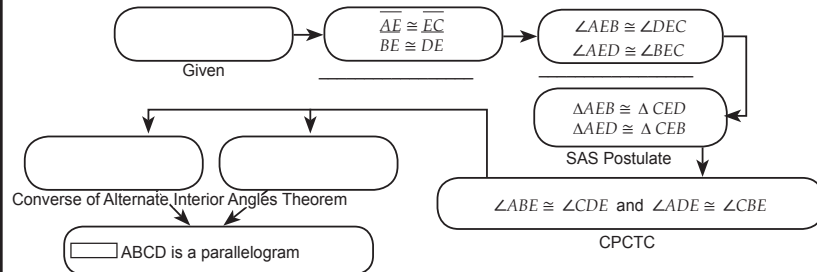 AE ≅ EC
BE ≅ DE
∠AEB ≅ ∠DEC
∠AED ≅ ∠BEC
Given
ΔAEB ≅ Δ CED
ΔAED ≅ Δ CEB
SAS Postulate
Converse of Alternate Interior Angles Theorem
∠ABE ≅ ∠CDE and ∠ADE ≅ ∠CBE
CPCTC
ABCD is a parallelogram